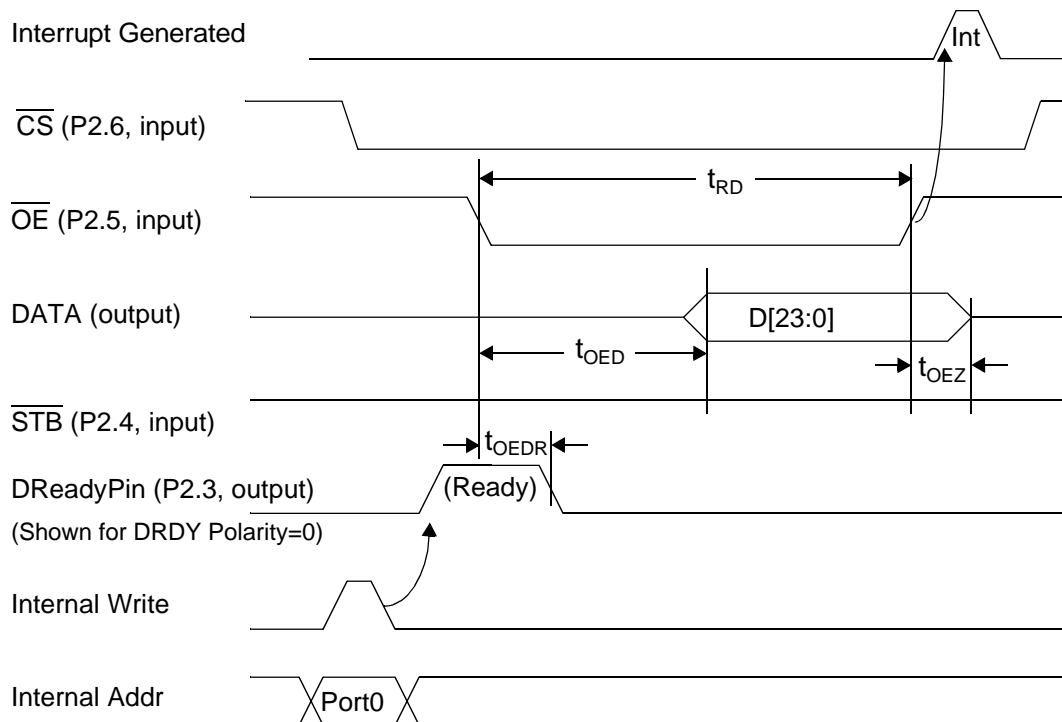 Interrupt Generated
Int
CS (P2.6, input)
tRD
OE (P2.5, input)
DATA (output)
D[23:0]
tOED
tOEZ
STB (P2.4, input)
tOEDR
DReadyPin (P2.3, output)
(Ready)
(Shown for DRDY Polarity=0)
Internal Write
Internal Addr
Port0